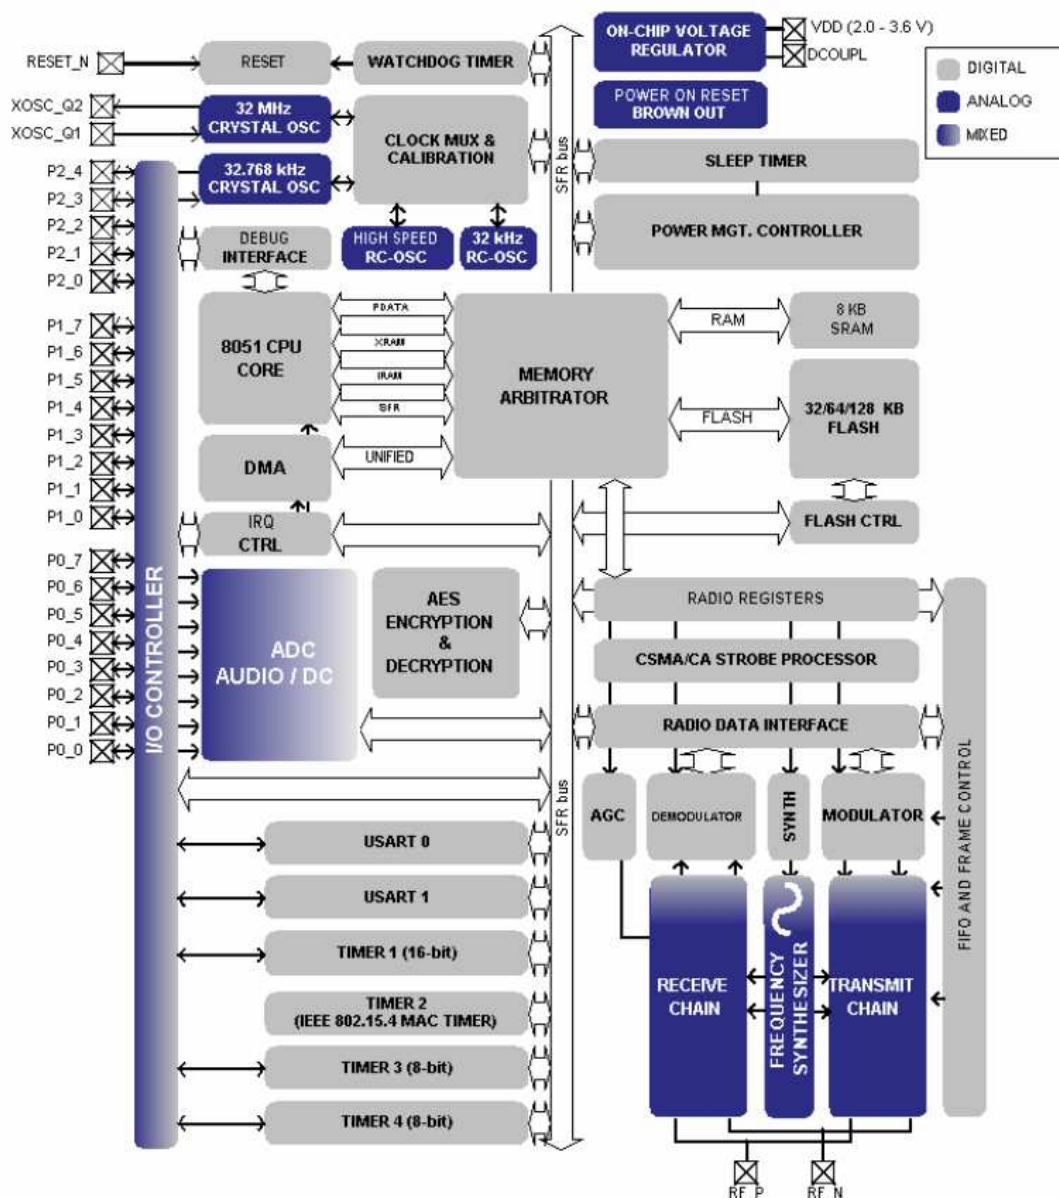 RESET_N
RESET
WATCHDOG TIMER
ON-CHIP VOLTAGE
REGULATOR
VDD (2.0 - 3.6 V)
DCOUPL
DIGITAL
ANALOG
MIXED
XOSC_Q2
XOSC_Q1
32 MHz
CRYSTAL OSC
CLOCK MUX &
CALIBRATION
SFR bus
POWER ON RESET
BROWN OUT
P2_4
P2_3
P2_2
P2_1
P2_0
32.768 kHz
CRYSTAL OSC
SLEEP TIMER
DEBUG
INTERFACE
HIGH SPEED
RC-OSC
32 kHz
RC-OSC
POWER MGT. CONTROLLER
P1_7
P1_6
P1_5
P1_4
P1_3
P1_2
P1_1
P1_0
8051 CPU
CORE
PDATA
XRAM
IRAM
SFR
MEMORY
ARBITRATOR
RAM
8 KB
SRAM
FLASH
32/64/128 KB
FLASH
DMA
UNIFIED
IRQ
CTRL
FLASH CTRL
P0_7
P0_6
P0_5
P0_4
P0_3
P0_2
P0_1
P0_0
I/O CONTROLLER
ADC
AUDIO / DC
AES
ENCRYPTION
&
DECRYPTION
RADIO REGISTERS
CSMA/CA STROBE PROCESSOR
RADIO DATA INTERFACE
SFR bus
AGC
DEMODULATOR
SYNTH
MODULATOR
FIFO AND FRAME CONTROL
USART 0
USART 1
TIMER 1 (16-bit)
TIMER 2
(IEEE 802.15.4 MAC TIMER)
TIMER 3 (8-bit)
TIMER 4 (8-bit)
RECEIVE
CHAIN
FREQUENCY
SYNTHESIZER
TRANSMIT
CHAIN
RF_P
RF_N